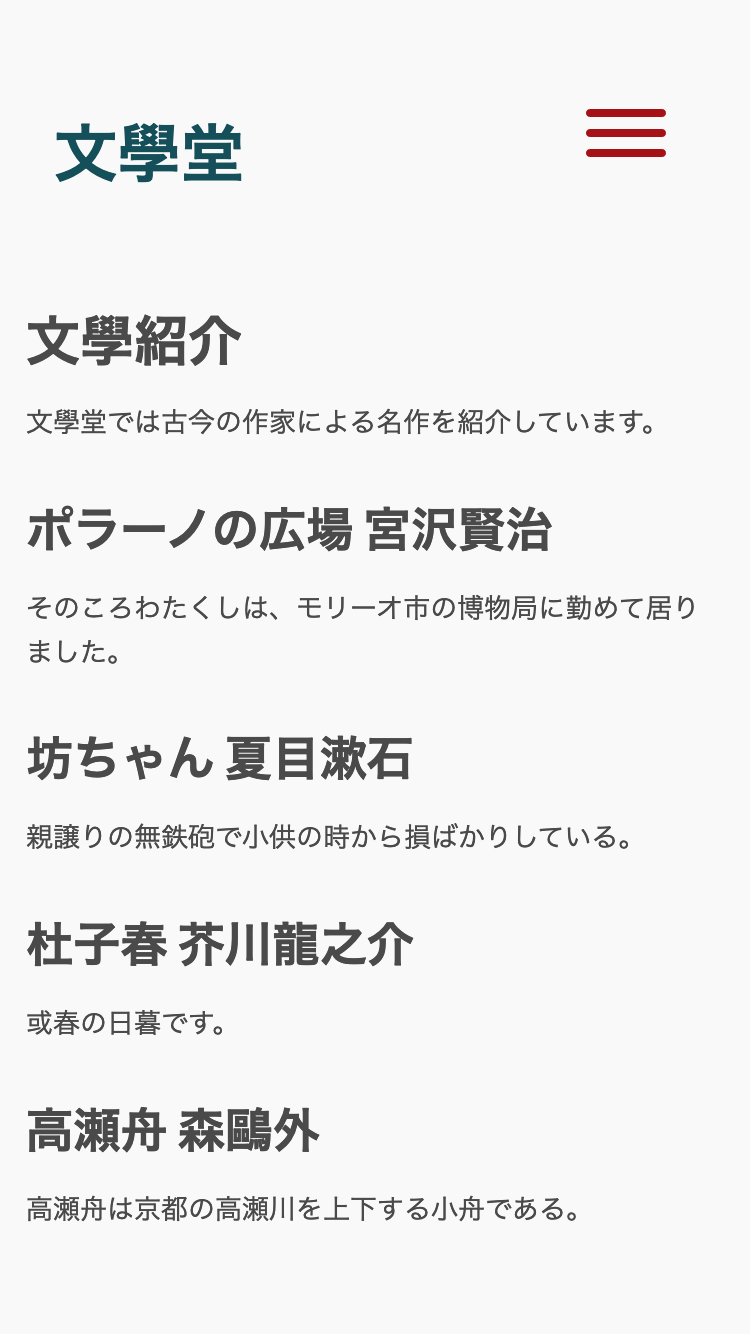 文學堂
文學紹介
文學堂では古今の作家による名作を紹介しています。
ポラーノの広場 宮沢賢治
そのころわたくしは、モリーオ市の博物局に勤めて居り
ました。
坊ちゃん 夏目漱石
親譲りの無鉄砲で小供の時から損ばかりしている。
杜子春 芥川龍之介
或春の日暮です。
高瀬舟 森鷗外
高瀬舟は京都の高瀬川を上下する小舟である。